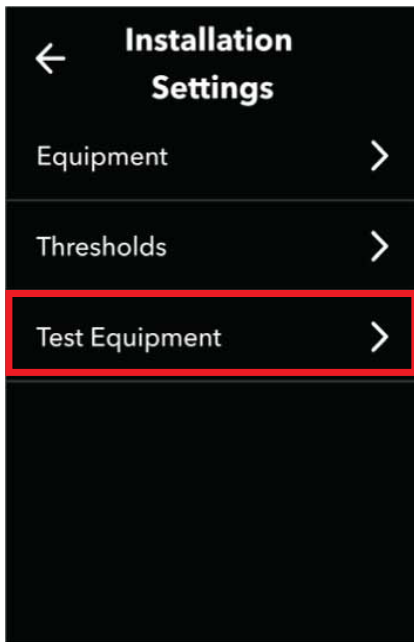 Installation
Settings
Equipment
Thresholds
Test Equipment